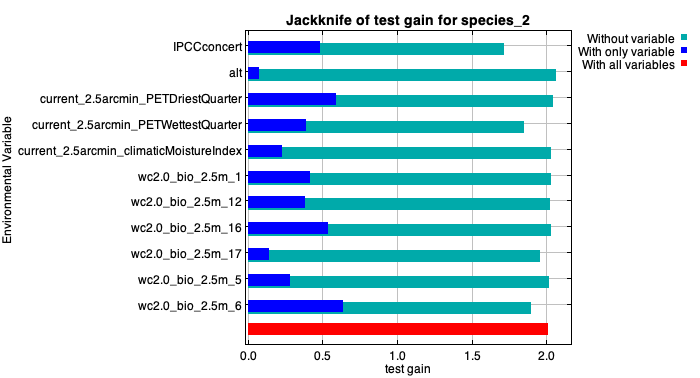 Jackknife of test gain for species_2
Without variable
With only variable
With all variables
Environmental Variable
IPCCconcert
alt
current_2.5arcmin_PETDriestQuarter
current_2.5arcmin_PETWettestQuarter
current_2.5arcmin_climaticMoistureIndex
wc2.0_bio_2.5m_1
wc2.0_bio_2.5m_12
wc2.0_bio_2.5m_16
wc2.0_bio_2.5m_17
wc2.0_bio_2.5m_5
wc2.0_bio_2.5m_6
0.0 0.5 1.0 1.5 2.0
test gain